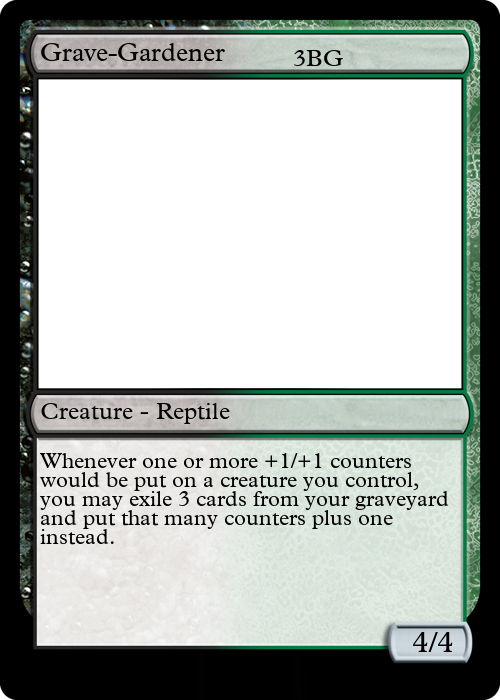 Grave-Gardener 3BG
Creature - Reptile
Whenever one or more +1/+1 counters
would be put on a creature you control,
you may exile 3 cards from your graveyard
and put that many counters plus one
instead.
4/4